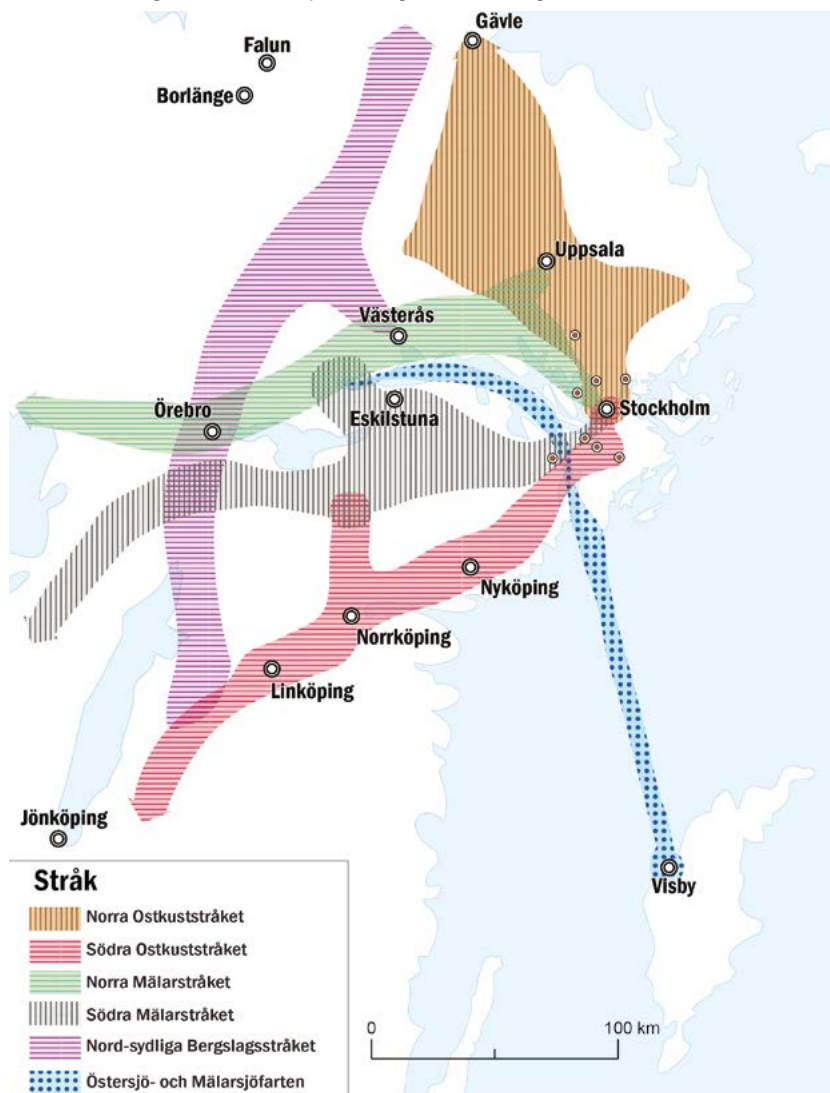 Gävle
Falun
Borlänge
Uppsala
Västerås
Örebro
Eskilstuna
Stockholm
Nyköping
Norrköping
Linköping
Jönköping
Visby
Stråk
Norra Ostkuststråket
Södra Ostkuststråket
Norra Mälarstråket
Södra Mälarstråket
Nord-sydliga Bergslagsstråket
Östersjö- och Mälarsjöfarten
0 100 km